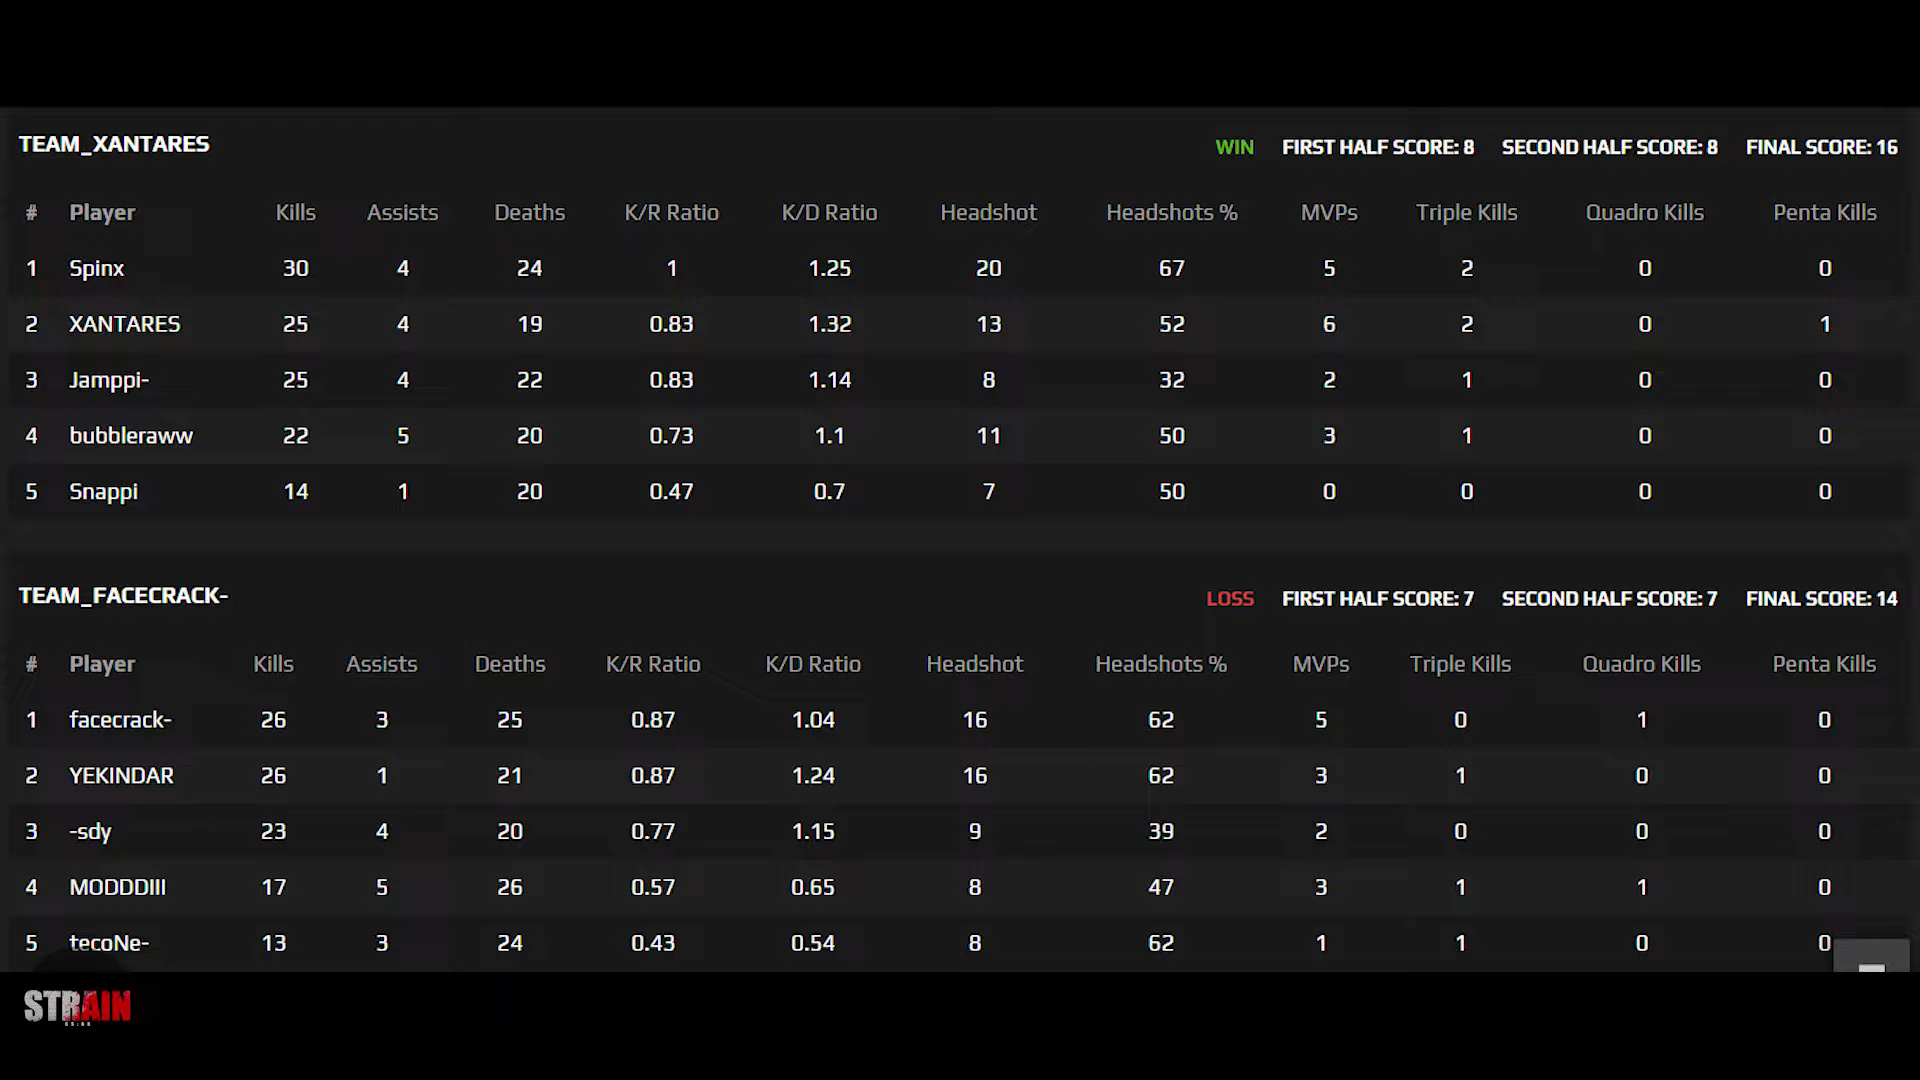 TEAM_XANTARES WIN FIRST HALF SCORE: 8 SECOND HALF SCORE: 8 FINAL SCORE: 16
# Player Kills Assists Deaths K/R Ratio K/D Ratio Headshot Headshots % MVPs Triple Kills Quadro Kills Penta Kills
1 Spinx 30 4 24 1 1.25 20 67 5 2 0 0
2 XANTARES 25 4 19 0.83 1.32 13 52 6 2 0 1
3 Jamppi- 25 4 22 0.83 1.14 8 32 2 1 0 0
4 bubbleraww 22 5 20 0.73 1.1 11 50 3 1 0 0
5 Snappi 14 1 20 0.47 0.7 7 50 0 0 0 0
TEAM_FACECRACK- LOSS FIRST HALF SCORE: 7 SECOND HALF SCORE: 7 FINAL SCORE: 14
# Player Kills Assists Deaths K/R Ratio K/D Ratio Headshot Headshots % MVPs Triple Kills Quadro Kills Penta Kills
1 facecrack- 26 3 25 0.87 1.04 16 62 5 0 1 0
2 YEKINDAR 26 1 21 0.87 1.24 16 62 3 1 0 0
3 -sdy 23 4 20 0.77 1.15 9 39 2 0 0 0
4 MODDDIII 17 5 26 0.57 0.65 8 47 3 1 1 0
5 tecoNe- 13 3 24 0.43 0.54 8 62 1 1 0 0
STRAIN